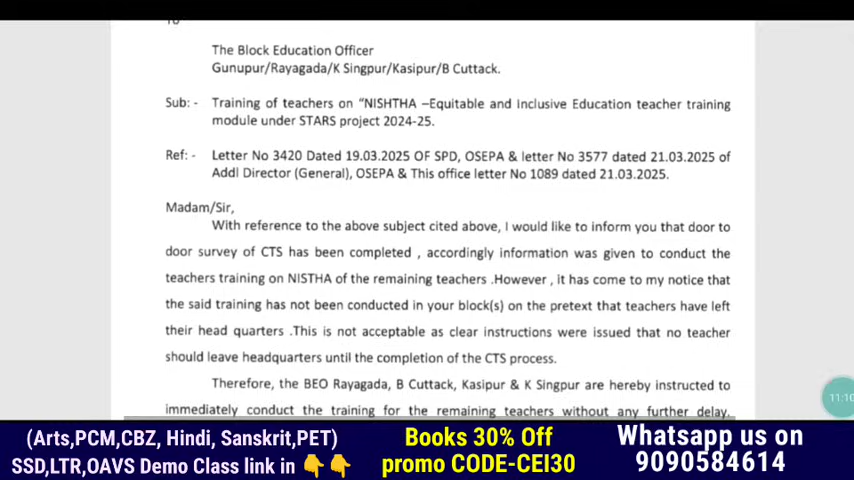 To
The Block Education Officer
Gunupur/Rayagada/K Singpur/Kasipur/B Cuttack.
Sub: - Training of teachers on "NISHTHA –Equitable and Inclusive Education teacher training
module under STARS project 2024-25.
Ref: - Letter No 3420 Dated 19.03.2025 OF SPD, OSEPA & letter No 3577 dated 21.03.2025 of
Addl Director (General), OSEPA & This office letter No 1089 dated 21.03.2025.
Madam/Sir,
With reference to the above subject cited above, I would like to inform you that door to
door survey of CTS has been completed , accordingly information was given to conduct the
teachers training on NISTHA of the remaining teachers .However , it has come to my notice that
the said training has not been conducted in your block(s) on the pretext that teachers have left
their head quarters .This is not acceptable as clear instructions were issued that no teacher
should leave headquarters until the completion of the CTS process.
Therefore, the BEO Rayagada, B Cuttack, Kasipur & K Singpur are hereby instructed to
immediately conduct the training for the remaining teachers without any further delay.
11:10
(Arts,PCM,CBZ, Hindi, Sanskrit,PET)
SSD,LTR,OAVS Demo Class link in 👇👇
Books 30% Off
promo CODE-CEI30
Whatsapp us on
9090584614